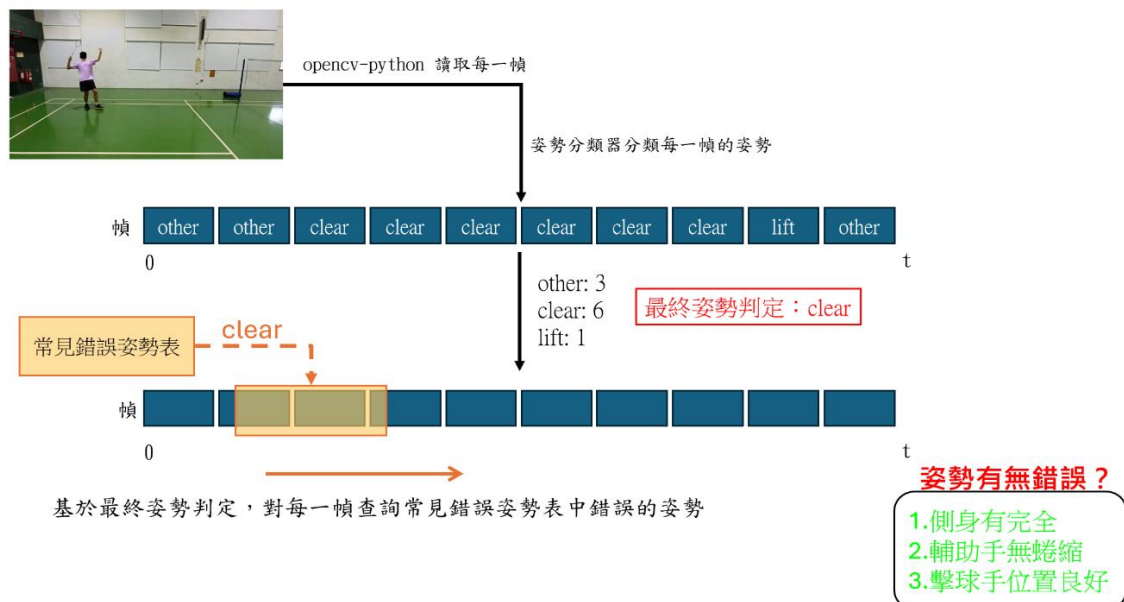 opencv-python 讀取每一幀
姿勢分類器分類每一幀的姿勢
幀 other other clear clear clear clear clear clear lift other
0 t
other: 3
clear: 6
lift: 1
最終姿勢判定：clear
常見錯誤姿勢表
clear
幀
0 t
基於最終姿勢判定，對每一幀查詢常見錯誤姿勢表中錯誤的姿勢
姿勢有無錯誤？
1.側身有完全
2.輔助手無蜷縮
3.擊球手位置良好